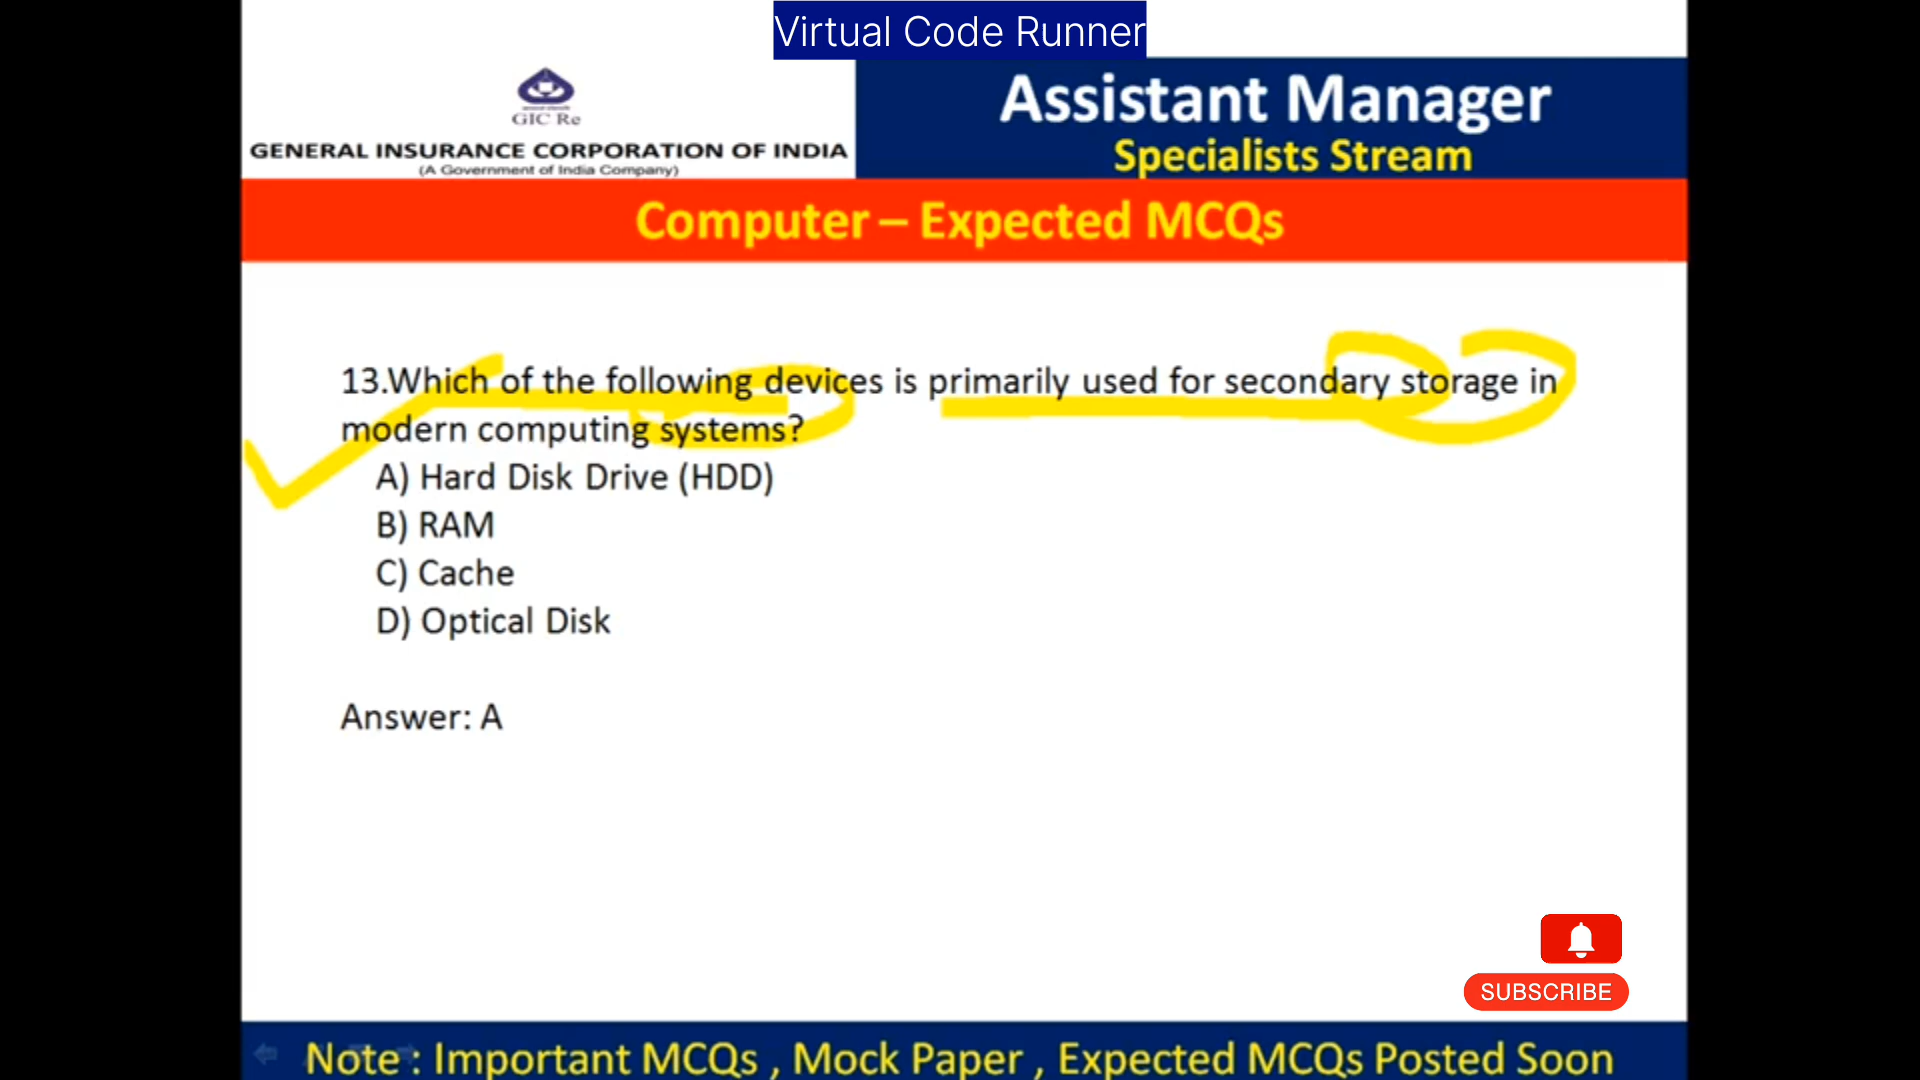 Virtual Code Runner
GIC Re
GENERAL INSURANCE CORPORATION OF INDIA
(A Government of India Company)
Assistant Manager
Specialists Stream
Computer – Expected MCQs
13.Which of the following devices is primarily used for secondary storage in
modern computing systems?
A) Hard Disk Drive (HDD)
B) RAM
C) Cache
D) Optical Disk
Answer: A
SUBSCRIBE
Note : Important MCQs , Mock Paper , Expected MCQs Posted Soon